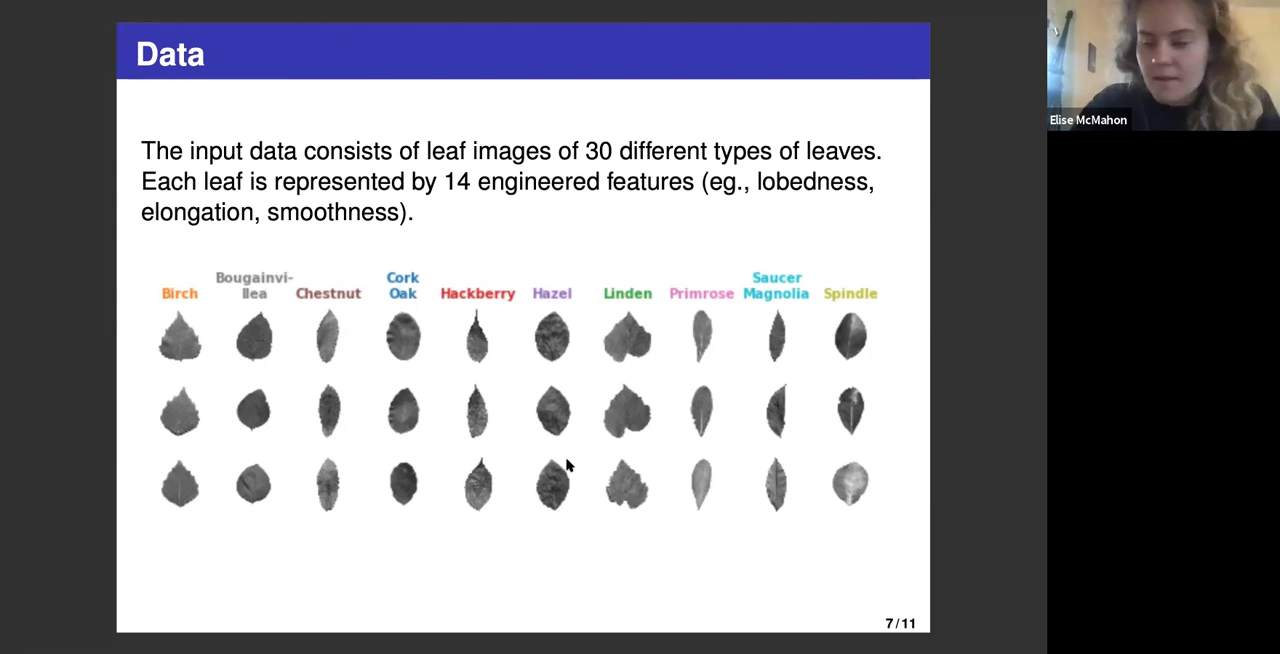 Data
The input data consists of leaf images of 30 different types of leaves.
Each leaf is represented by 14 engineered features (eg., lobedness,
elongation, smoothness).
Birch
Bougainvi-
llea
Chestnut
Cork
Oak
Hackberry
Hazel
Linden
Primrose
Saucer
Magnolia
Spindle
7 / 11
Elise McMahon